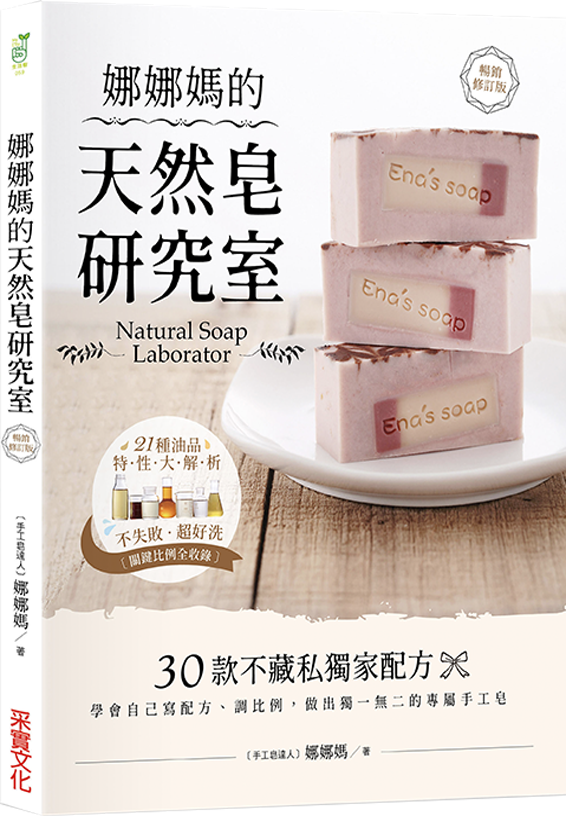 娜娜媽的
天然皂
研究室
Natural Soap
Laborator
暢銷
修訂版
Ena's soap
Ena's soap
Ena's soap
21種油品
特・性・大・解・析
不失敗・超好洗
〔關鍵比例全收錄〕
30款不藏私獨家配方
學會自己寫配方、調比例，做出獨一無二的專屬手工皂
〔手工皂達人〕娜娜媽／著
娜娜媽的天然皂研究室
暢銷
修訂版
〔手工皂達人〕娜娜媽／著
采實文化